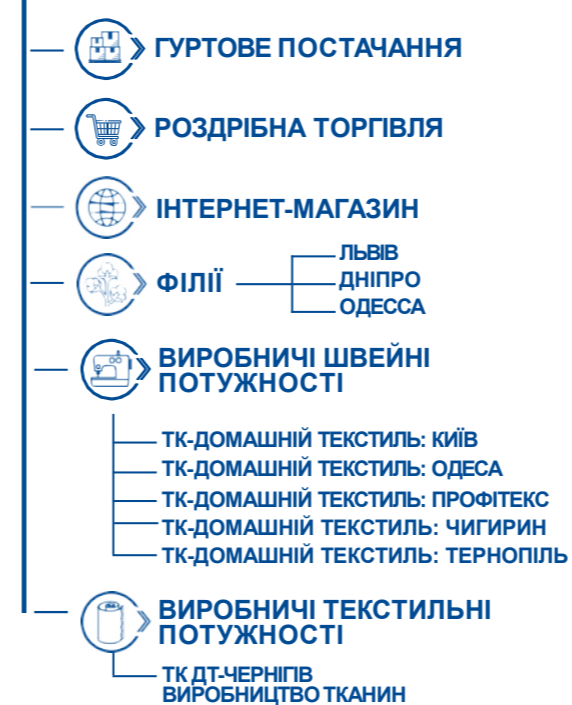 ГУРТОВЕ ПОСТАЧАННЯ
РОЗДРІБНА ТОРГІВЛЯ
ІНТЕРНЕТ-МАГАЗИН
ФІЛІЇ
ЛЬВІВ
ДНІПРО
ОДЕССА
ВИРОБНИЧІ ШВЕЙНІ
ПОТУЖНОСТІ
ТК-ДОМАШНІЙ ТЕКСТИЛЬ: КИЇВ
ТК-ДОМАШНІЙ ТЕКСТИЛЬ: ОДЕСА
ТК-ДОМАШНІЙ ТЕКСТИЛЬ: ПРОФІТЕКС
ТК-ДОМАШНІЙ ТЕКСТИЛЬ: ЧИГИРИН
ТК-ДОМАШНІЙ ТЕКСТИЛЬ: ТЕРНОПІЛЬ
ВИРОБНИЧІ ТЕКСТИЛЬНІ
ПОТУЖНОСТІ
ТК ДТ-ЧЕРНІГІВ
ВИРОБНИЦТВО ТКАНИН